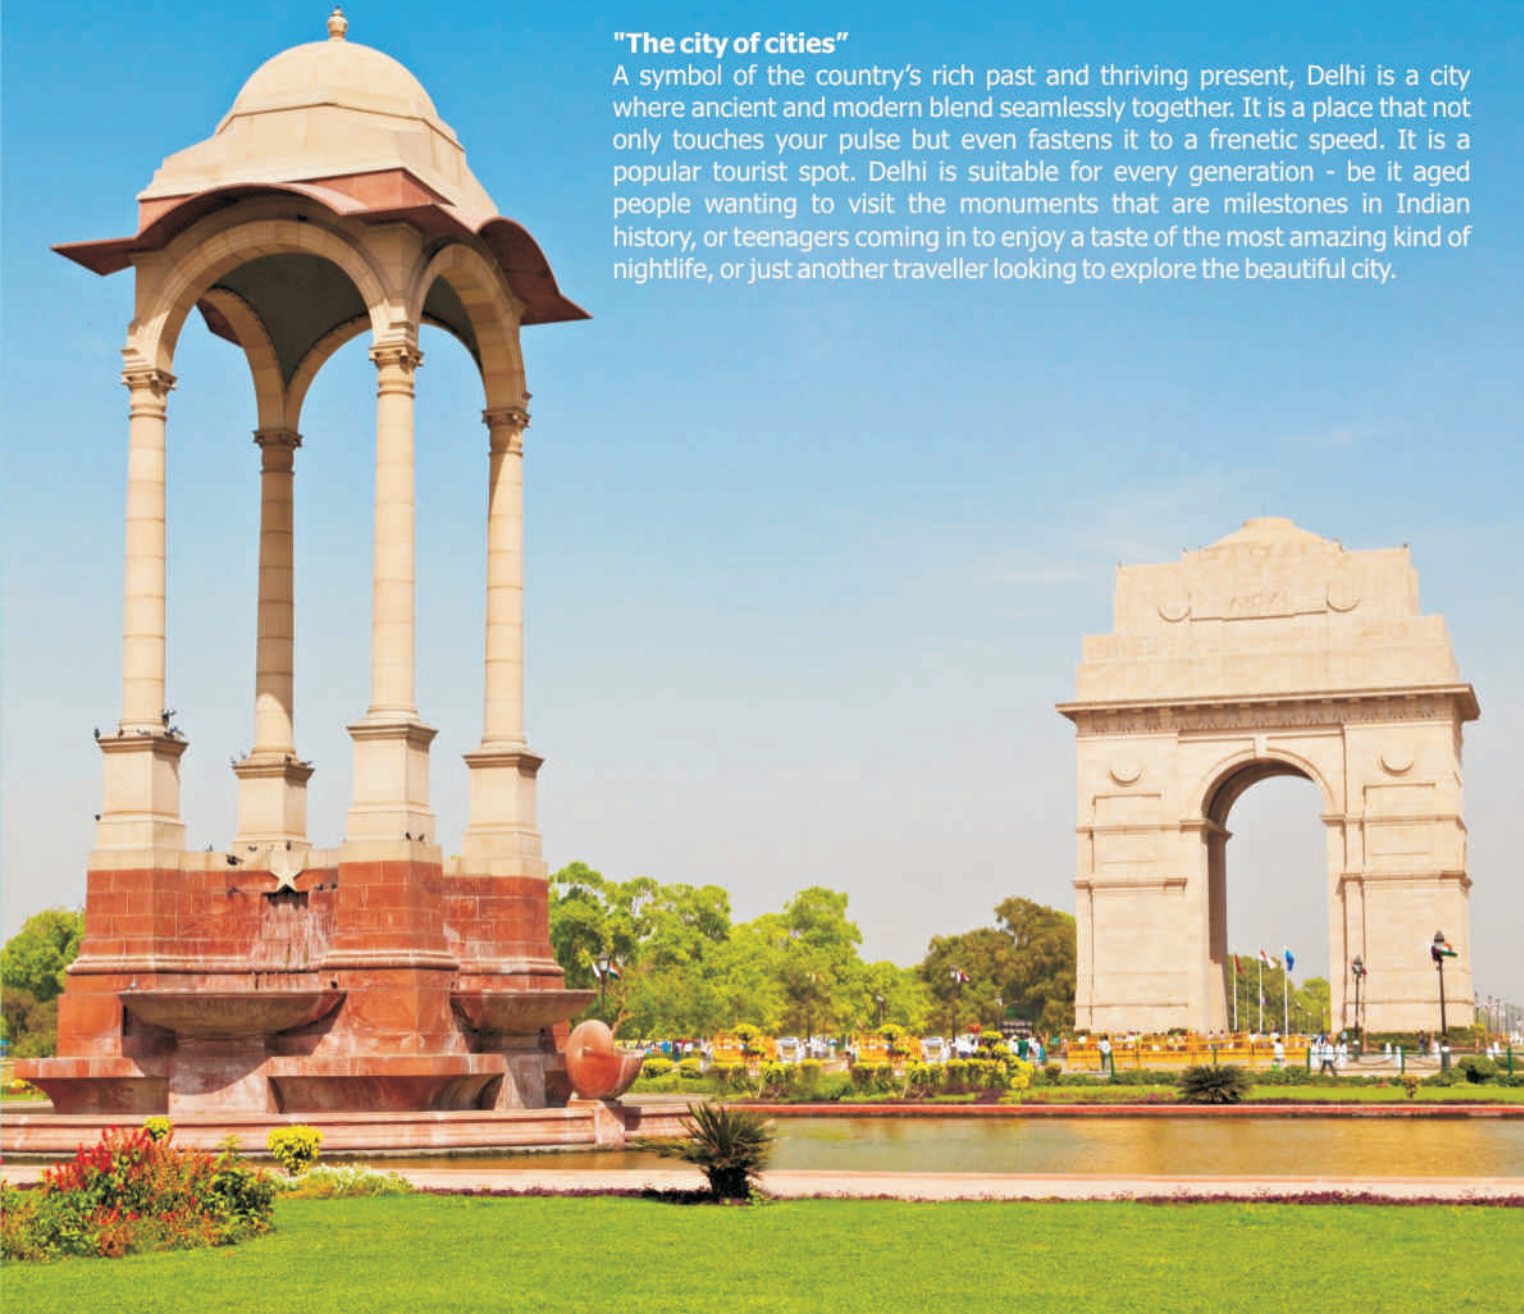 "The city of cities”
A symbol of the country’s rich past and thriving present, Delhi is a city
where ancient and modern blend seamlessly together. It is a place that not
only touches your pulse but even fastens it to a frenetic speed. It is a
popular tourist spot. Delhi is suitable for every generation - be it aged
people wanting to visit the monuments that are milestones in Indian
history, or teenagers coming in to enjoy a taste of the most amazing kind of
nightlife, or just another traveller looking to explore the beautiful city.